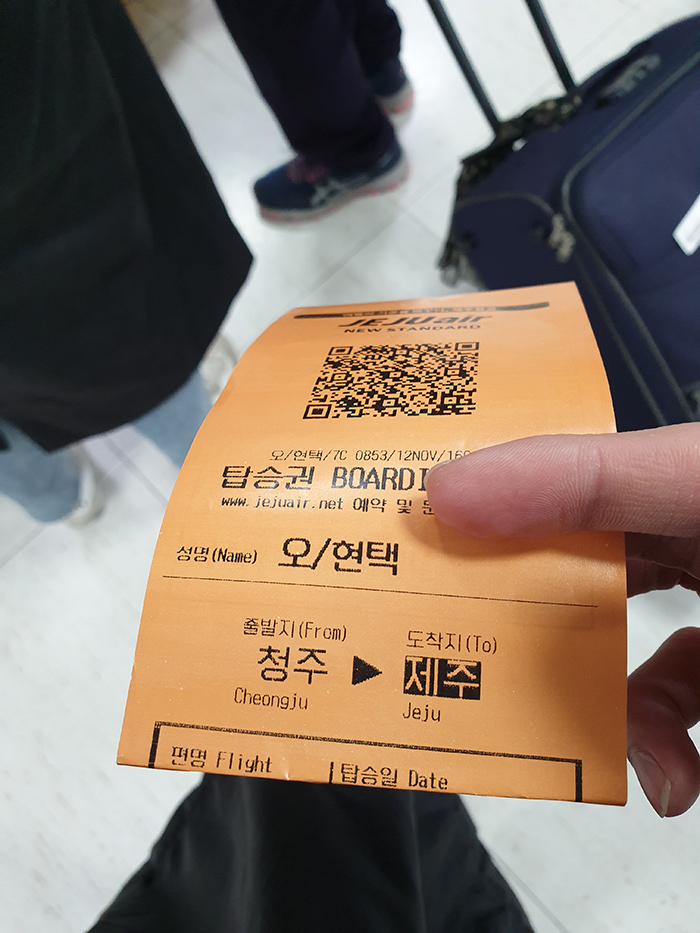 JEJUair
NEW STANDARD
오/현택/7C 0853/12NOV/
탑승권 BOARDI
www.jejuair.net 예약 및
성명(Name) 오/현택
출발지(From) 도착지(To)
청주 ▶ 제주
Cheongju Jeju
편명 Flight 탑승일 Date